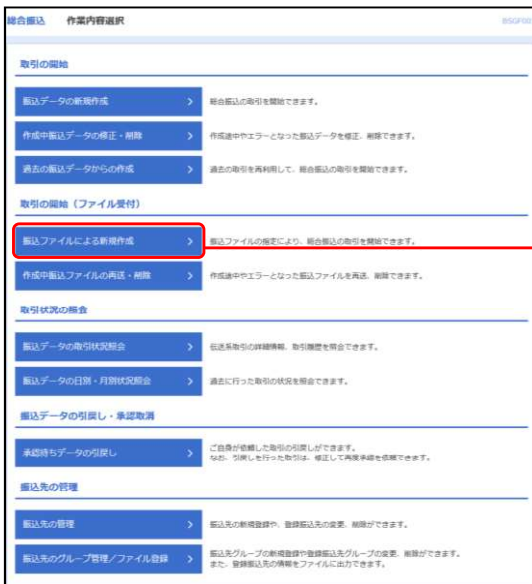 総合振込 作業内容選択 BSGF00
取引の開始
振込データの新規作成 > 総合振込の取引を開始できます。
作成中振込データの修正・削除 > 作成途中やエラーとなった振込データを修正、削除できます。
過去の振込データからの作成 > 過去の取引を再利用して、総合振込の取引を開始できます。
取引の開始（ファイル受付）
振込ファイルによる新規作成 > 振込ファイルの指定により、総合振込の取引を開始できます。
作成中振込ファイルの再送・削除 > 作成途中やエラーとなった振込ファイルを再送、削除できます。
取引状況の照会
振込データの取引状況照会 > 伝送系取引の詳細情報、取引履歴を照会できます。
振込データの日別・月別状況照会 > 過去に行った取引の状況を照会できます。
振込データの引戻し・承認取消
承認待ちデータの引戻し > ご自身が依頼した取引の引戻しができます。
なお、引戻しを行った取引は、修正して再度承認を依頼できます。
振込先の管理
振込先の管理 > 振込先の新規登録や、登録振込先の変更、削除ができます。
振込先のグループ管理／ファイル登録 > 振込先グループの新規登録や登録振込先グループの変更、削除ができます。
また、登録振込先の情報をファイルに出力できます。